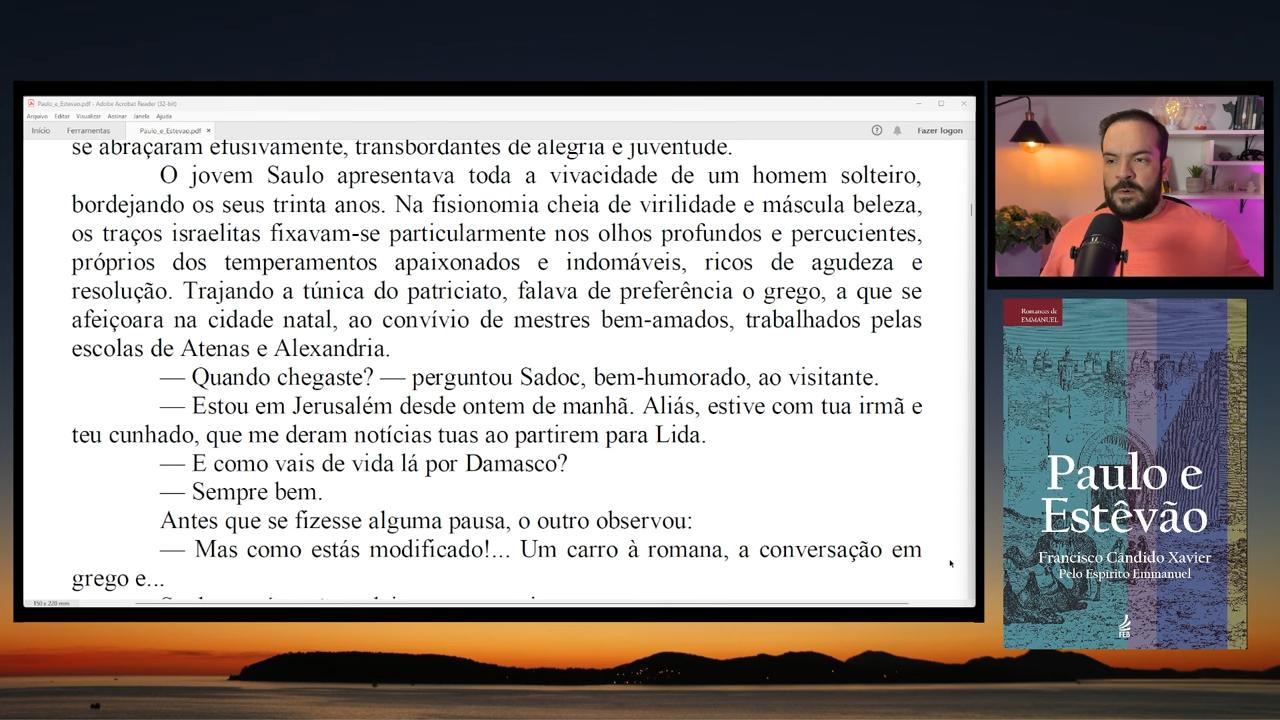 Paulo_e_Estevao.pdf - Adobe Acrobat Reader (32-bit)
Arquivo Editar Visualizar Assinar Janela Ajuda
Início Ferramentas Paulo_e_Estevao.pdf × Fazer logon
se abraçaram efusivamente, transbordantes de alegria e juventude.
O jovem Saulo apresentava toda a vivacidade de um homem solteiro,
bordejando os seus trinta anos. Na fisionomia cheia de virilidade e máscula beleza,
os traços israelitas fixavam-se particularmente nos olhos profundos e percucientes,
próprios dos temperamentos apaixonados e indomáveis, ricos de agudeza e
resolução. Trajando a túnica do patriciato, falava de preferência o grego, a que se
afeiçoara na cidade natal, ao convívio de mestres bem-amados, trabalhados pelas
escolas de Atenas e Alexandria.
— Quando chegaste? — perguntou Sadoc, bem-humorado, ao visitante.
— Estou em Jerusalém desde ontem de manhã. Aliás, estive com tua irmã e
teu cunhado, que me deram notícias tuas ao partirem para Lida.
— E como vais de vida lá por Damasco?
— Sempre bem.
Antes que se fizesse alguma pausa, o outro observou:
— Mas como estás modificado!... Um carro à romana, a conversação em
grego e...
150 x 220 mm
Romances de
EMMANUEL
Paulo e
Estêvão
Francisco Cândido Xavier
Pelo Espírito Emmanuel
FEB